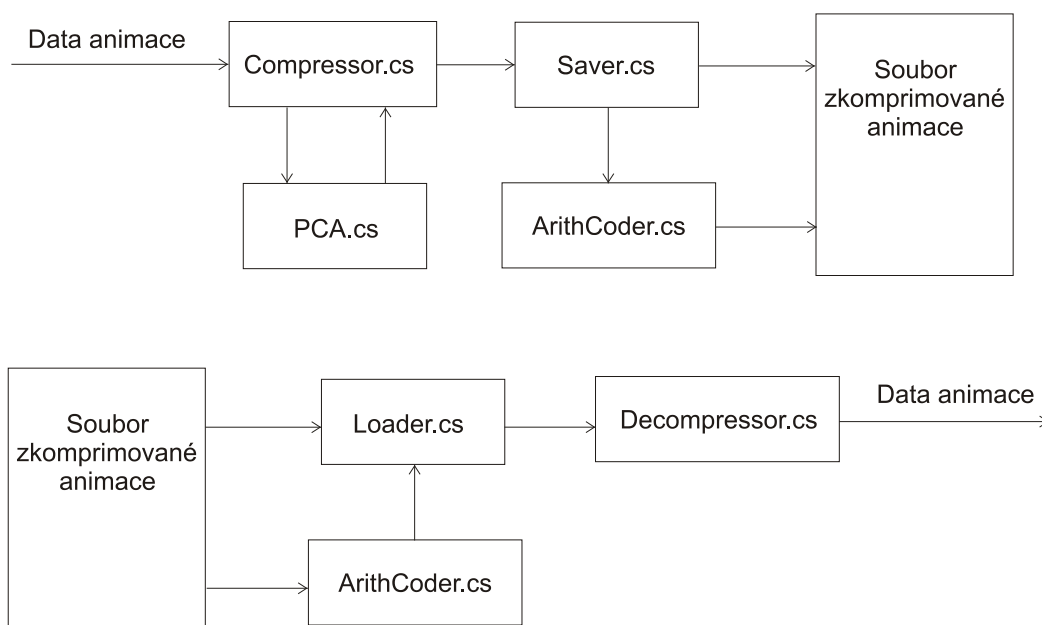 Data animace
Compressor.cs
Saver.cs
Soubor
zkomprimované
animace
PCA.cs
ArithCoder.cs
Soubor
zkomprimované
animace
Loader.cs
Decompressor.cs
Data animace
ArithCoder.cs